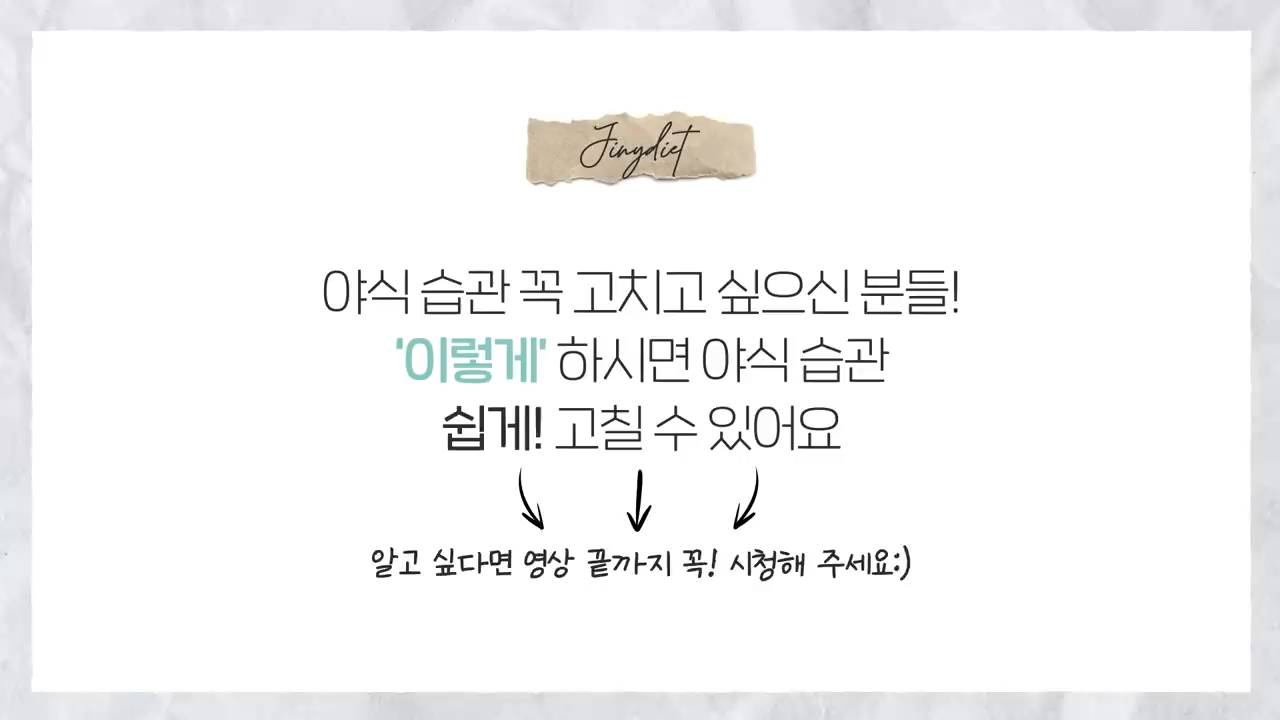 Jinydiet
야식 습관 꼭 고치고 싶으신 분들!
'이렇게' 하시면 야식 습관
쉽게! 고칠 수 있어요
알고 싶다면 영상 끝까지 꼭! 시청해 주세요:)